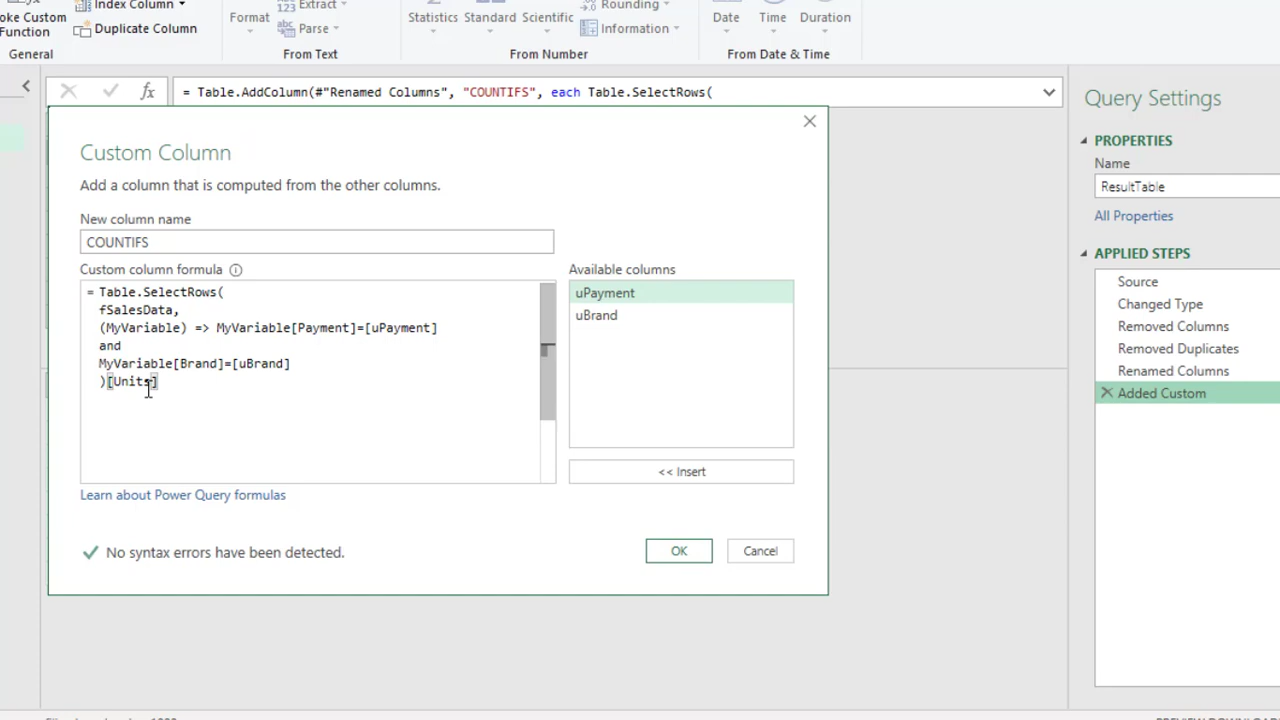 Index Column
Extract
Rounding
oke Custom
Function
Duplicate Column
Format
Parse
Statistics
Standard
Scientific
Information
Date
Time
Duration
General
From Text
From Number
From Date & Time
fx
= Table.AddColumn(#"Renamed Columns", "COUNTIFS", each Table.SelectRows(
Custom Column
Add a column that is computed from the other columns.
New column name
COUNTIFS
Custom column formula
= Table.SelectRows(
fSalesData,
(MyVariable) => MyVariable[Payment]=[uPayment]
and
MyVariable[Brand]=[uBrand]
)[Units]
Available columns
uPayment
uBrand
<< Insert
Learn about Power Query formulas
No syntax errors have been detected.
OK
Cancel
Query Settings
PROPERTIES
Name
ResultTable
All Properties
APPLIED STEPS
Source
Changed Type
Removed Columns
Removed Duplicates
Renamed Columns
Added Custom